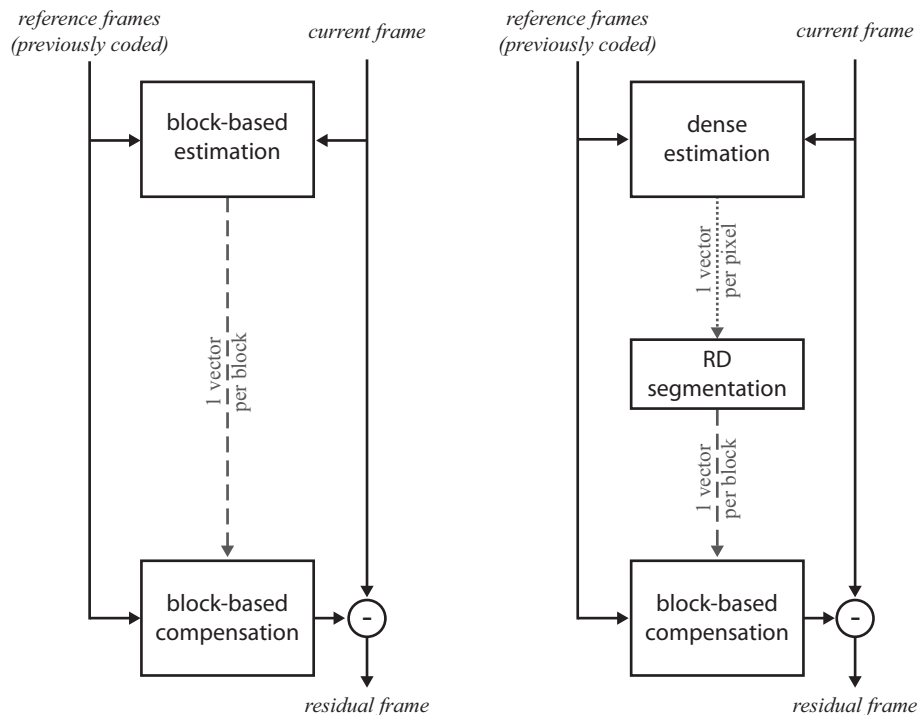 reference frames
(previously coded)
current frame
block-based
estimation
1 vector
per block
block-based
compensation
-
residual frame
reference frames
(previously coded)
current frame
dense
estimation
1 vector
per pixel
RD
segmentation
1 vector
per block
block-based
compensation
-
residual frame